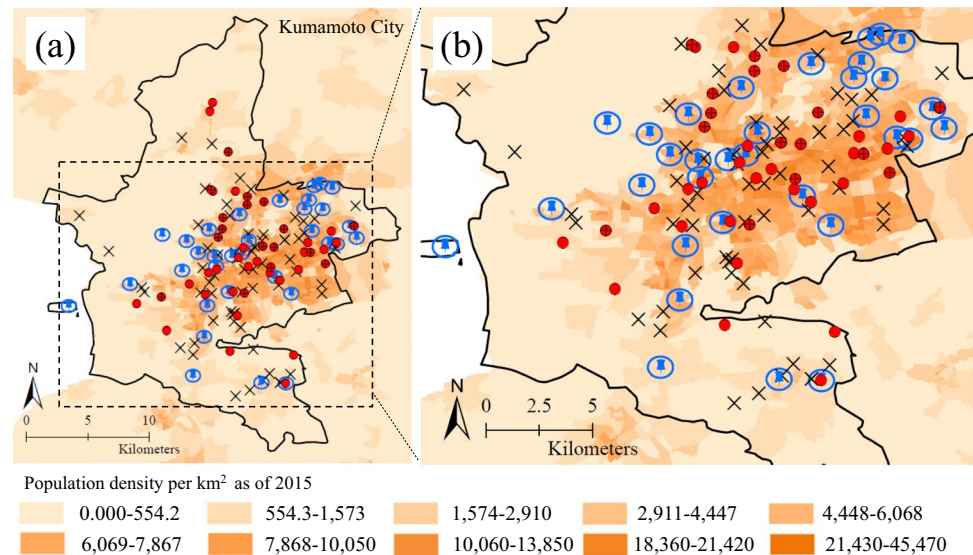 (a)
Kumamoto City
(b)
N
0 5 10
Kilometers
N
0 2.5 5
Kilometers
Population density per km² as of 2015
0.000-554.2 554.3-1,573 1,574-2,910 2,911-4,447 4,448-6,068
6,069-7,867 7,868-10,050 10,060-13,850 18,360-21,420 21,430-45,470